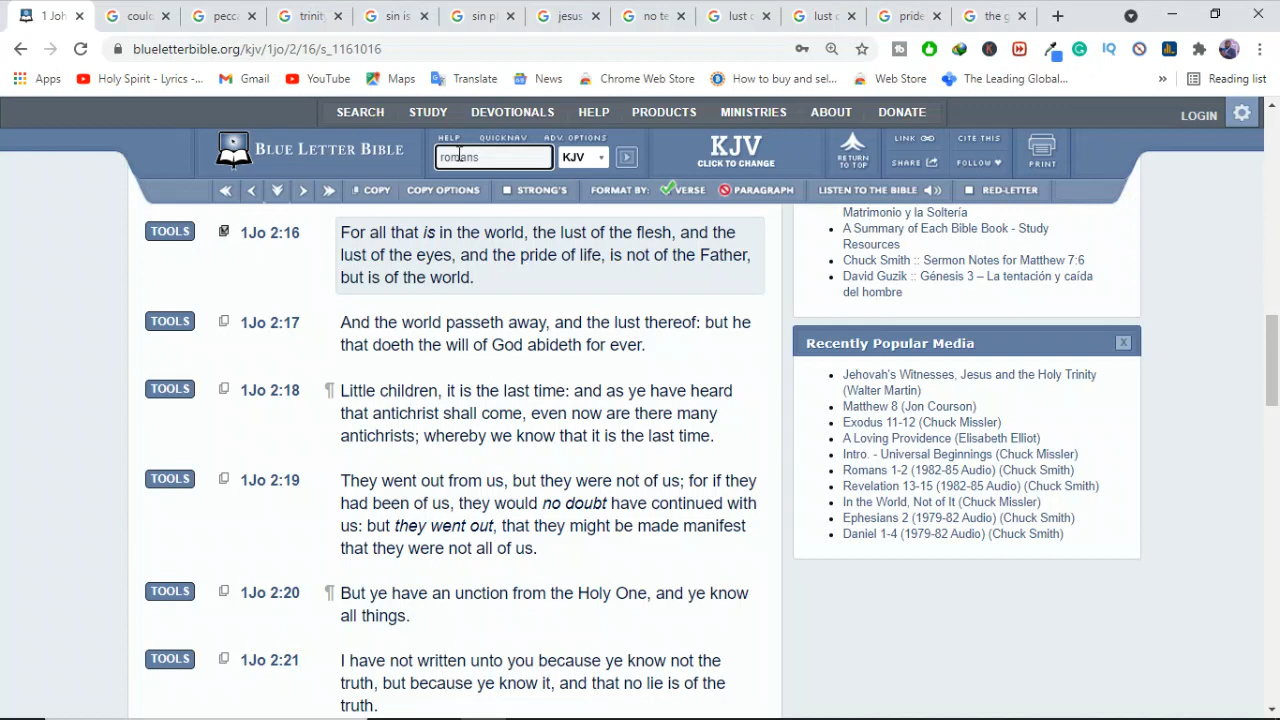 1 Joh
could
pecca
trinity
sin is
sin p
jesus
no te
lust c
lust c
pride
the g
blueletterbible.org/kjv/1jo/2/16/s_1161016
Apps
Holy Spirit - Lyrics -...
Gmail
YouTube
Maps
Translate
News
Chrome Web Store
How to buy and sel...
Web Store
The Leading Global...
»
Reading list
SEARCH STUDY DEVOTIONALS HELP PRODUCTS MINISTRIES ABOUT DONATE
LOGIN
BLUE LETTER BIBLE
HELP QUICKNAV ADV. OPTIONS
romans
KJV
KJV
CLICK TO CHANGE
RETURN
TO TOP
LINK
CITE THIS
SHARE
FOLLOW
PRINT
COPY COPY OPTIONS STRONG'S FORMAT BY: VERSE PARAGRAPH LISTEN TO THE BIBLE RED-LETTER
TOOLS 1Jo 2:16 For all that is in the world, the lust of the flesh, and the
lust of the eyes, and the pride of life, is not of the Father,
but is of the world.
TOOLS 1Jo 2:17 And the world passeth away, and the lust thereof: but he
that doeth the will of God abideth for ever.
TOOLS 1Jo 2:18 ¶ Little children, it is the last time: and as ye have heard
that antichrist shall come, even now are there many
antichrists; whereby we know that it is the last time.
TOOLS 1Jo 2:19 They went out from us, but they were not of us; for if they
had been of us, they would no doubt have continued with
us: but they went out, that they might be made manifest
that they were not all of us.
TOOLS 1Jo 2:20 ¶ But ye have an unction from the Holy One, and ye know
all things.
TOOLS 1Jo 2:21 I have not written unto you because ye know not the
truth, but because ye know it, and that no lie is of the
truth.
Matrimonio y la Soltería
A Summary of Each Bible Book - Study
Resources
Chuck Smith :: Sermon Notes for Matthew 7:6
David Guzik :: Génesis 3 – La tentación y caída
del hombre
Recently Popular Media
X
Jehovah's Witnesses, Jesus and the Holy Trinity
(Walter Martin)
Matthew 8 (Jon Courson)
Exodus 11-12 (Chuck Missler)
A Loving Providence (Elisabeth Elliot)
Intro. - Universal Beginnings (Chuck Missler)
Romans 1-2 (1982-85 Audio) (Chuck Smith)
Revelation 13-15 (1982-85 Audio) (Chuck Smith)
In the World, Not of It (Chuck Missler)
Ephesians 2 (1979-82 Audio) (Chuck Smith)
Daniel 1-4 (1979-82 Audio) (Chuck Smith)